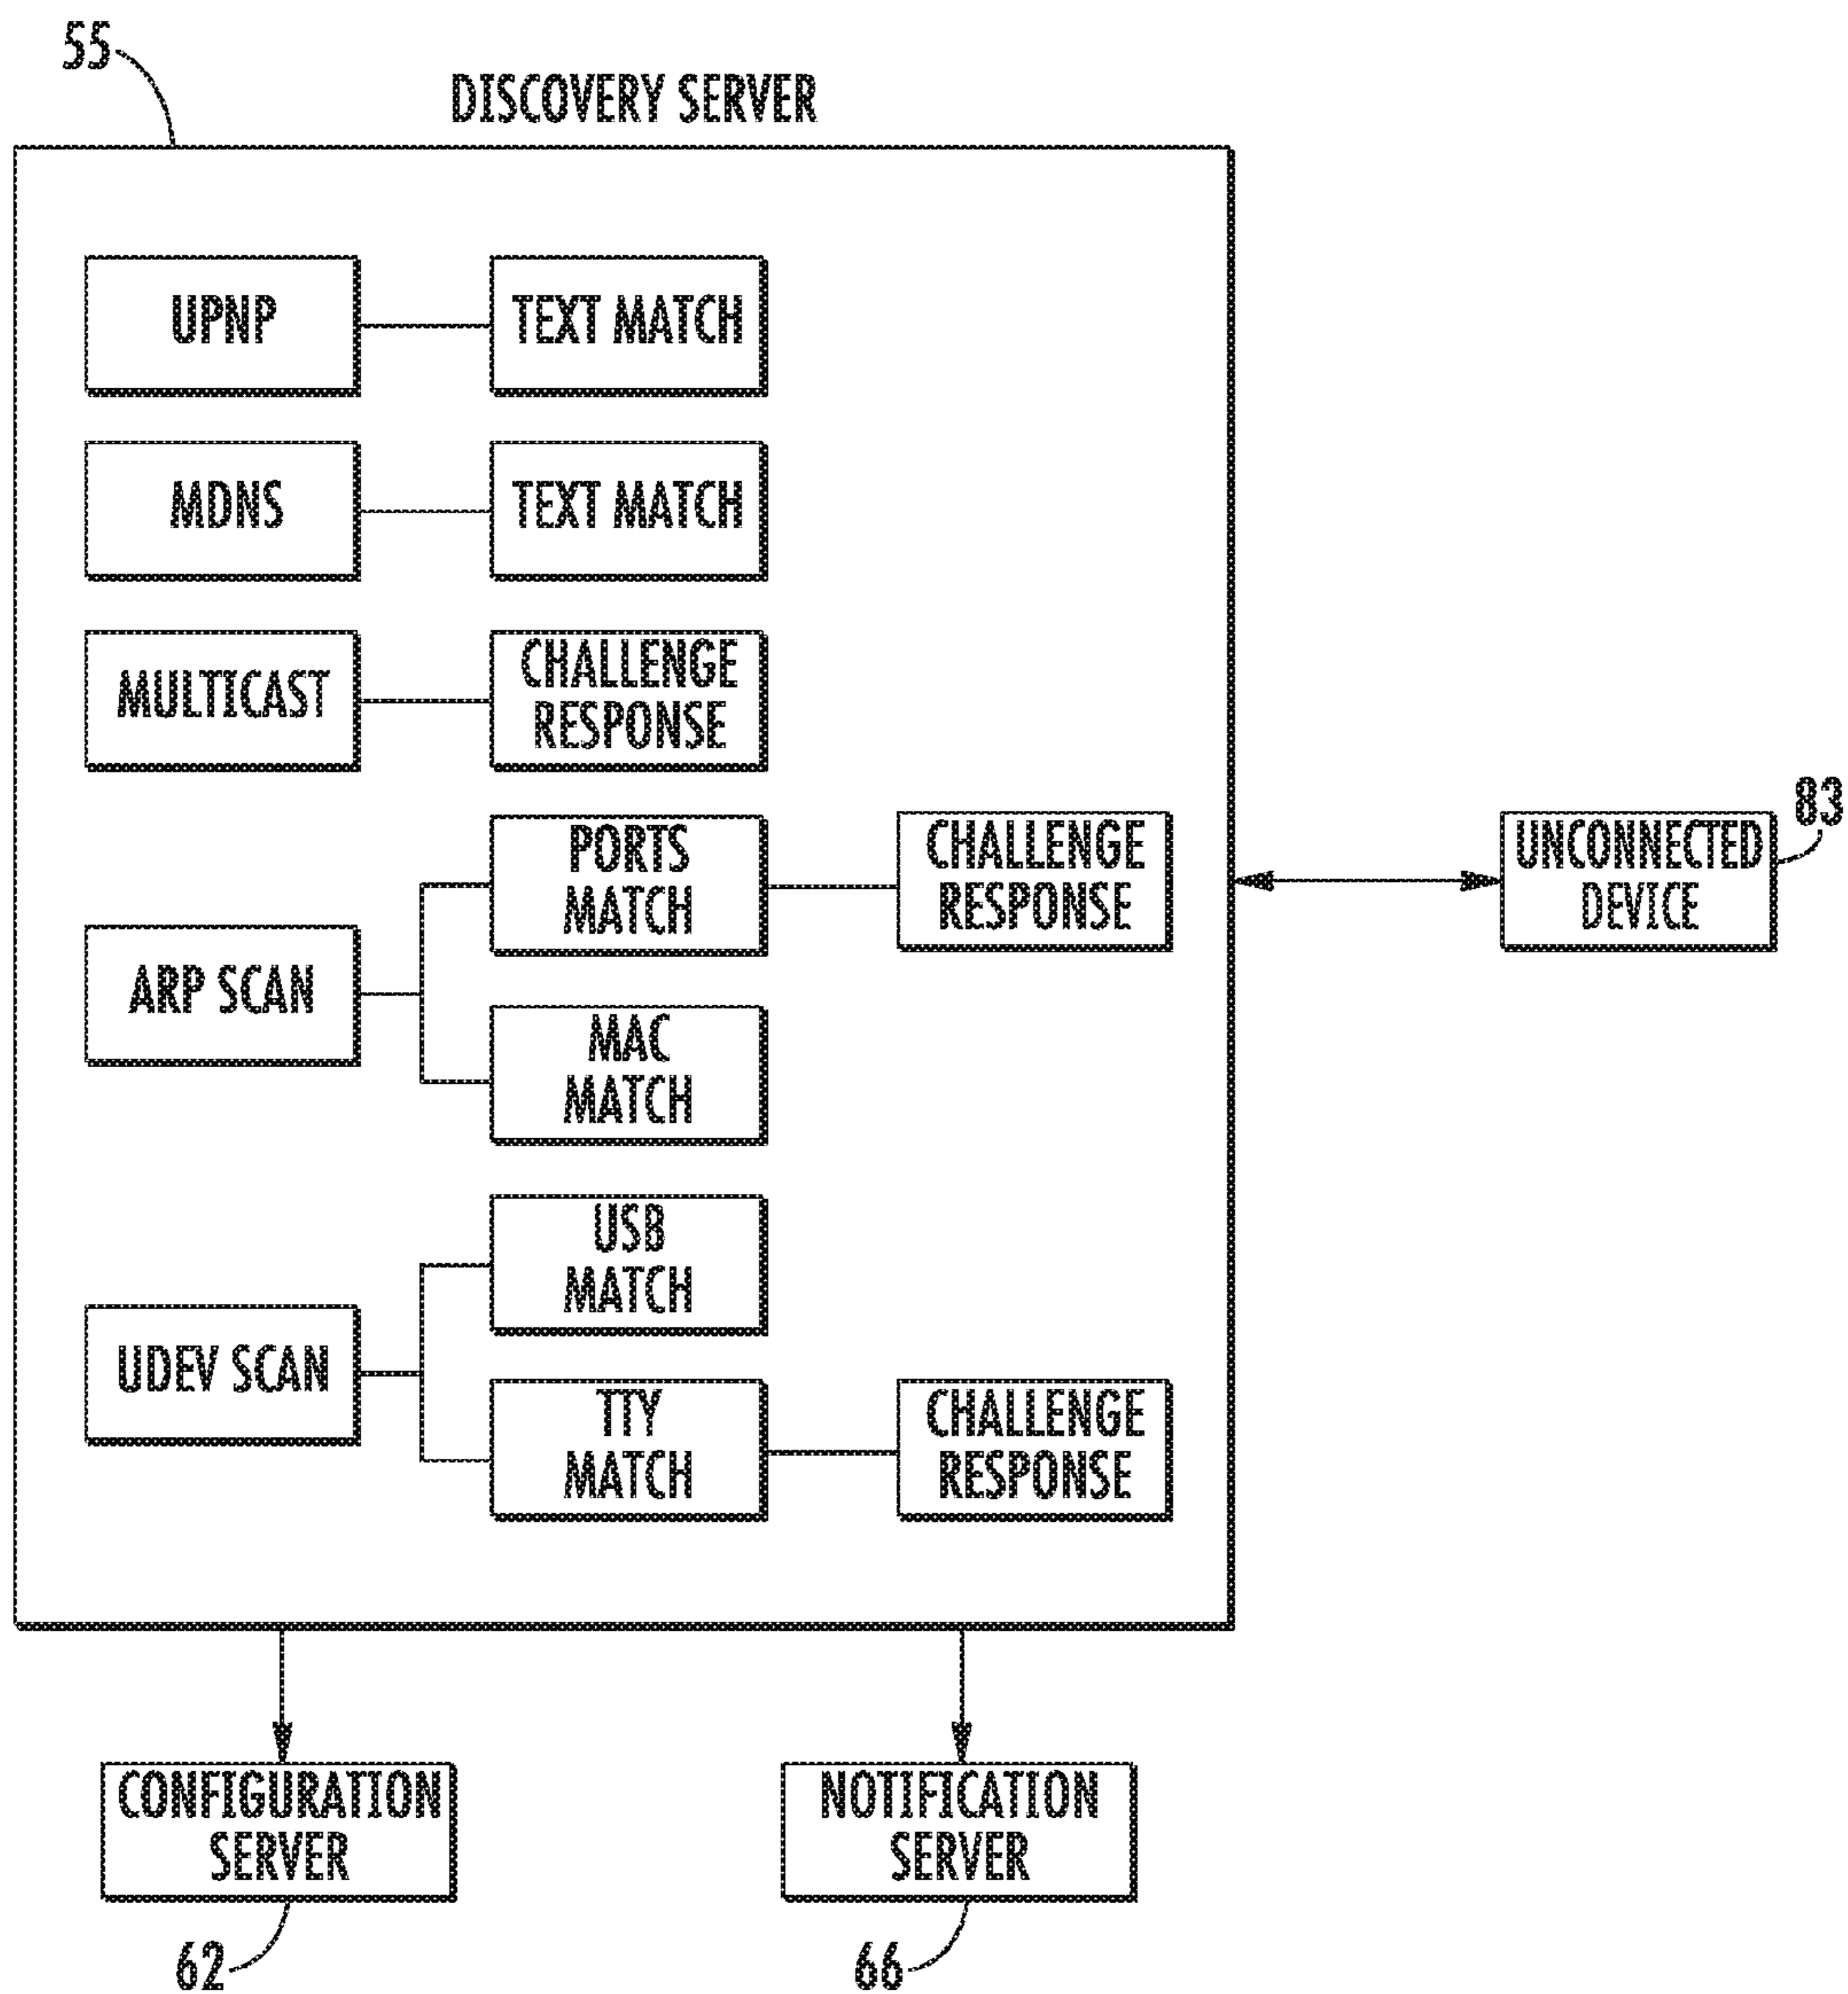 55
DISCOVERY SERVER
UPNP
TEXT MATCH
MDNS
TEXT MATCH
MULTICAST
CHALLENGE
RESPONSE
ARP SCAN
PORTS
MATCH
CHALLENGE
RESPONSE
MAC
MATCH
UDEV SCAN
USB
MATCH
TTY
MATCH
CHALLENGE
RESPONSE
UNCONNECTED
DEVICE
83
CONFIGURATION
SERVER
62
NOTIFICATION
SERVER
66